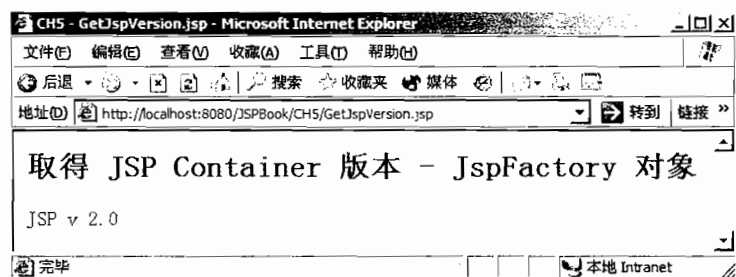 CH5 - GetJspVersion.jsp - Microsoft Internet Explorer
文件(F) 编辑(E) 查看(V) 收藏(A) 工具(T) 帮助(H)
后退 搜索 收藏夹 媒体
地址(D) http://localhost:8080/JSPBook/CH5/GetJspVersion.jsp 转到 链接 »
取得 JSP Container 版本 - JspFactory 对象
JSP v 2.0
完毕 本地 Intranet